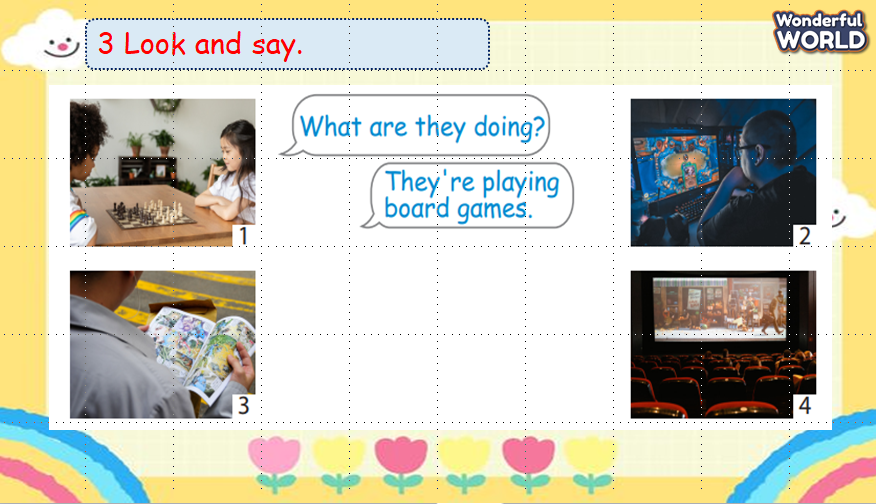 3 Look and say.
Wonderful
WORLD
What are they doing?
They're playing
board games.
1
2
3
4